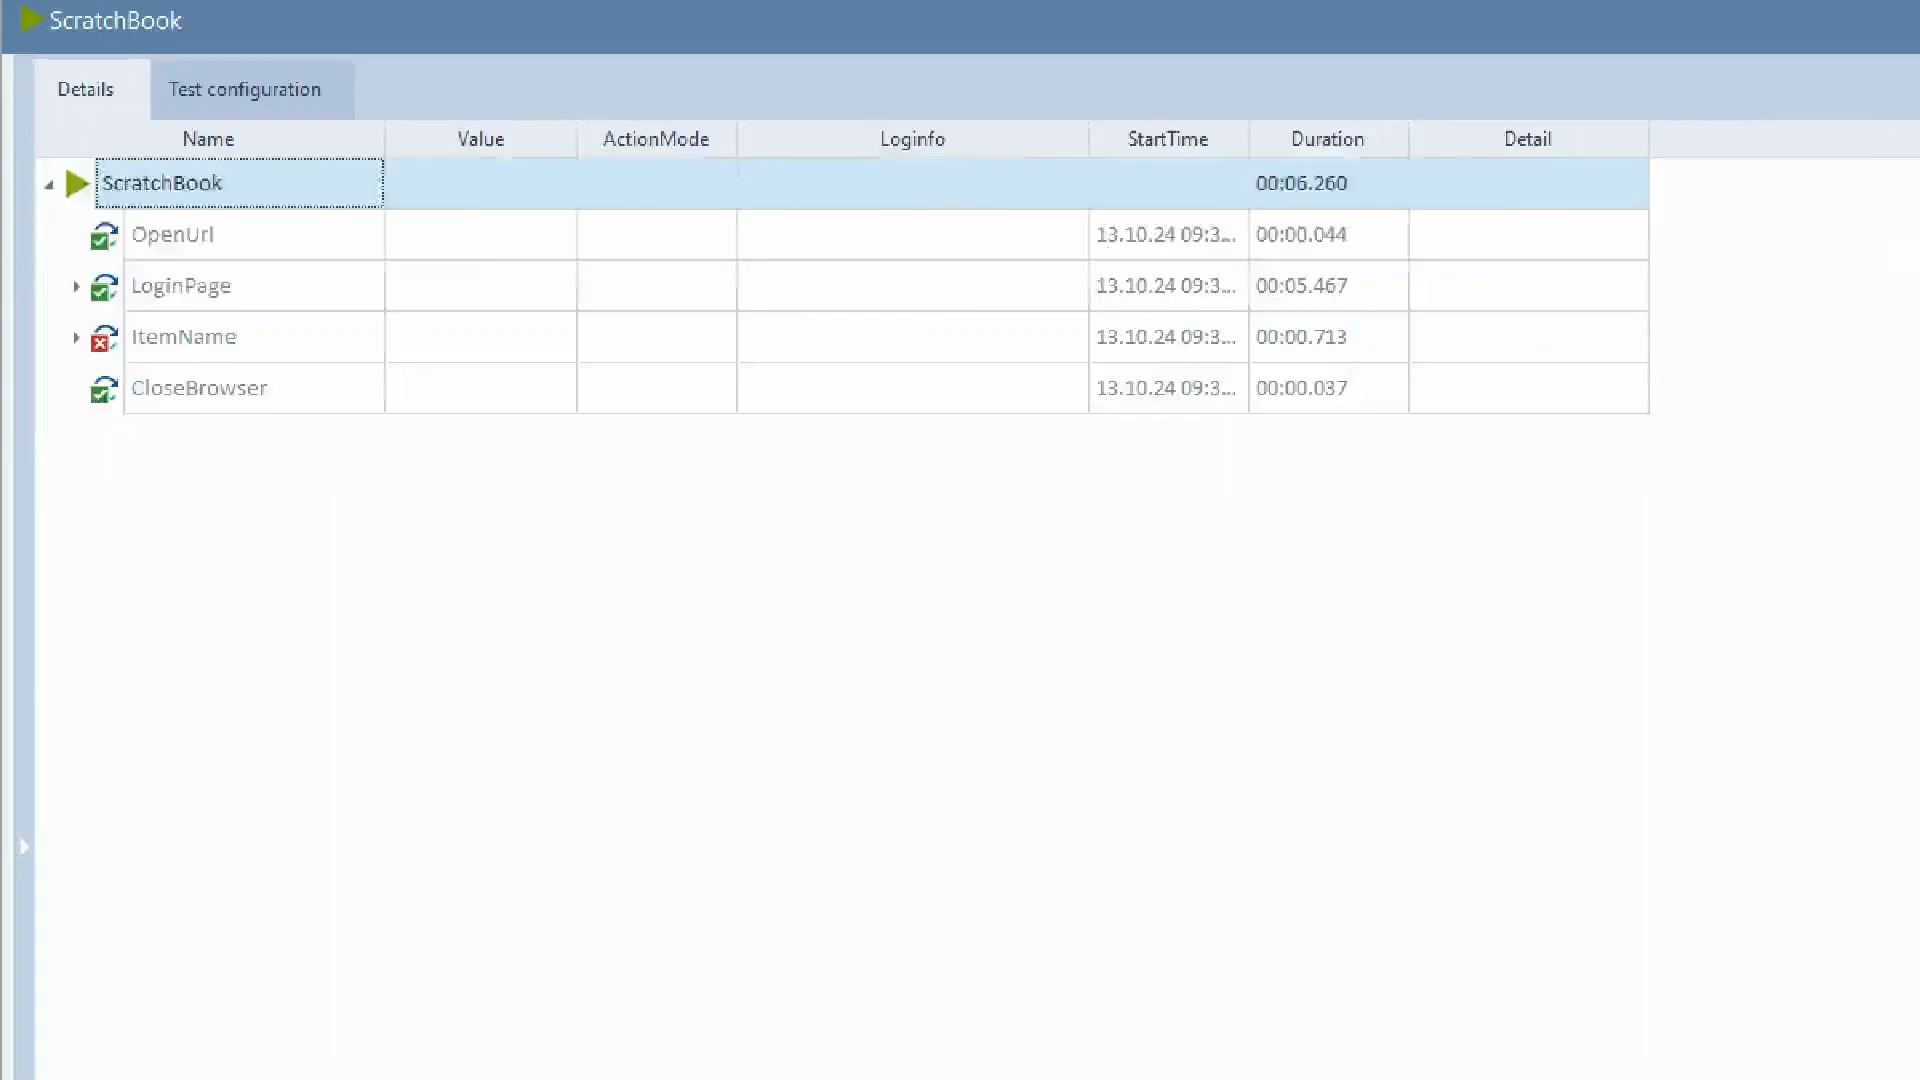 ScratchBook
Details Test configuration
Name Value ActionMode Loginfo StartTime Duration Detail
ScratchBook 00:06.260
OpenUrl 13.10.24 09:3... 00:00.044
LoginPage 13.10.24 09:3... 00:05.467
ItemName 13.10.24 09:3... 00:00.713
CloseBrowser 13.10.24 09:3... 00:00.037